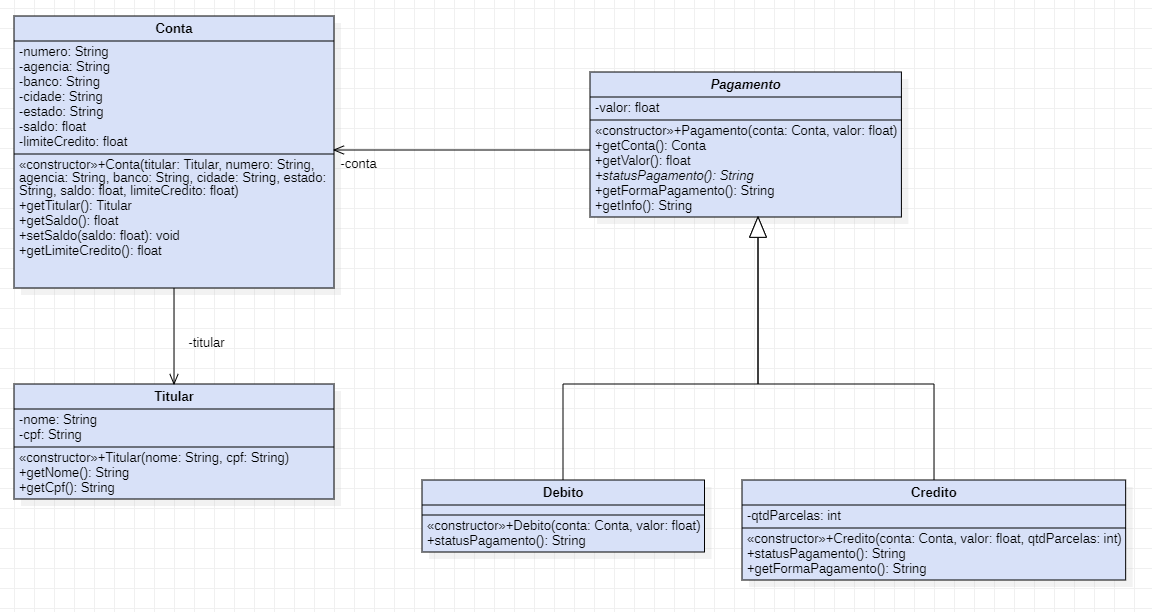 Conta
-numero: String
-agencia: String
-banco: String
-cidade: String
-estado: String
-saldo: float
-limiteCredito: float
«constructor»+Conta(titular: Titular, numero: String,
agencia: String, banco: String, cidade: String, estado:
String, saldo: float, limiteCredito: float)
+getTitular(): Titular
+getSaldo(): float
+setSaldo(saldo: float): void
+getLimiteCredito(): float
-conta
Pagamento
-valor: float
«constructor»+Pagamento(conta: Conta, valor: float)
+getConta(): Conta
+getValor(): float
+statusPagamento(): String
+getFormaPagamento(): String
+getInfo(): String
-titular
Titular
-nome: String
-cpf: String
«constructor»+Titular(nome: String, cpf: String)
+getNome(): String
+getCpf(): String
Debito
«constructor»+Debito(conta: Conta, valor: float)
+statusPagamento(): String
Credito
-qtdParcelas: int
«constructor»+Credito(conta: Conta, valor: float, qtdParcelas: int)
+statusPagamento(): String
+getFormaPagamento(): String